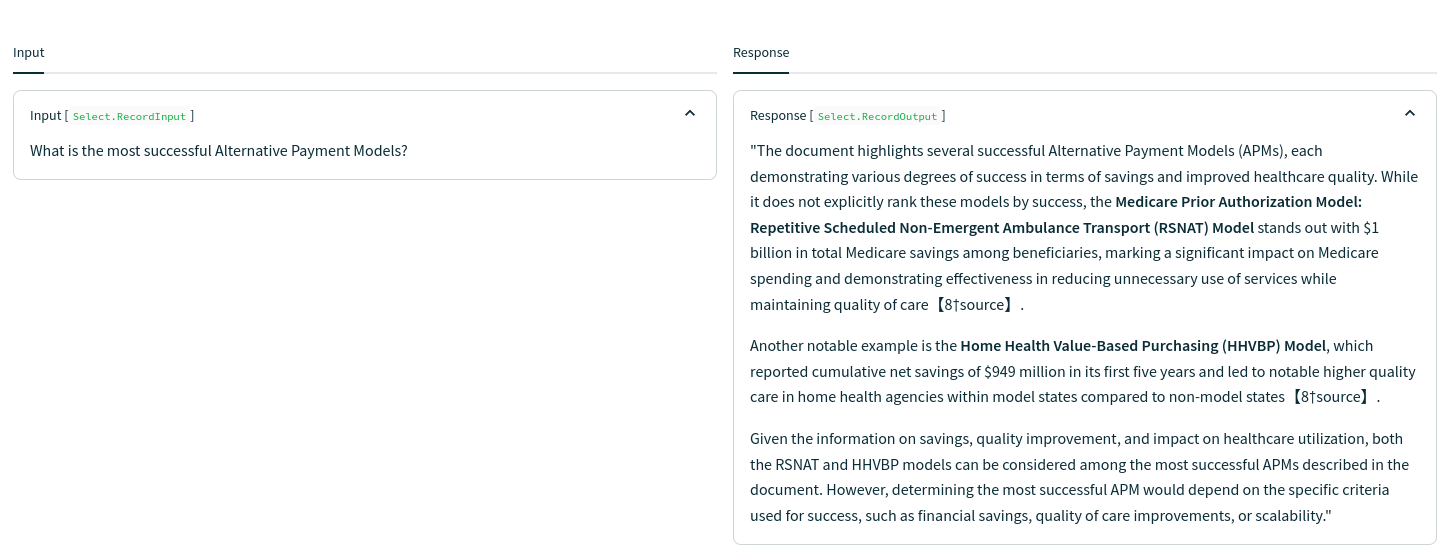 Input
Response
Input [ Select.RecordInput ]
What is the most successful Alternative Payment Models?
Response [ Select.RecordOutput ]
"The document highlights several successful Alternative Payment Models (APMs), each
demonstrating various degrees of success in terms of savings and improved healthcare quality. While
it does not explicitly rank these models by success, the Medicare Prior Authorization Model:
Repetitive Scheduled Non-Emergent Ambulance Transport (RSNAT) Model stands out with $1
billion in total Medicare savings among beneficiaries, marking a significant impact on Medicare
spending and demonstrating effectiveness in reducing unnecessary use of services while
maintaining quality of care【8†source】.
Another notable example is the Home Health Value-Based Purchasing (HHVBP) Model, which
reported cumulative net savings of $949 million in its first five years and led to notable higher quality
care in home health agencies within model states compared to non-model states【8†source】.
Given the information on savings, quality improvement, and impact on healthcare utilization, both
the RSNAT and HHVBP models can be considered among the most successful APMs described in the
document. However, determining the most successful APM would depend on the specific criteria
used for success, such as financial savings, quality of care improvements, or scalability."